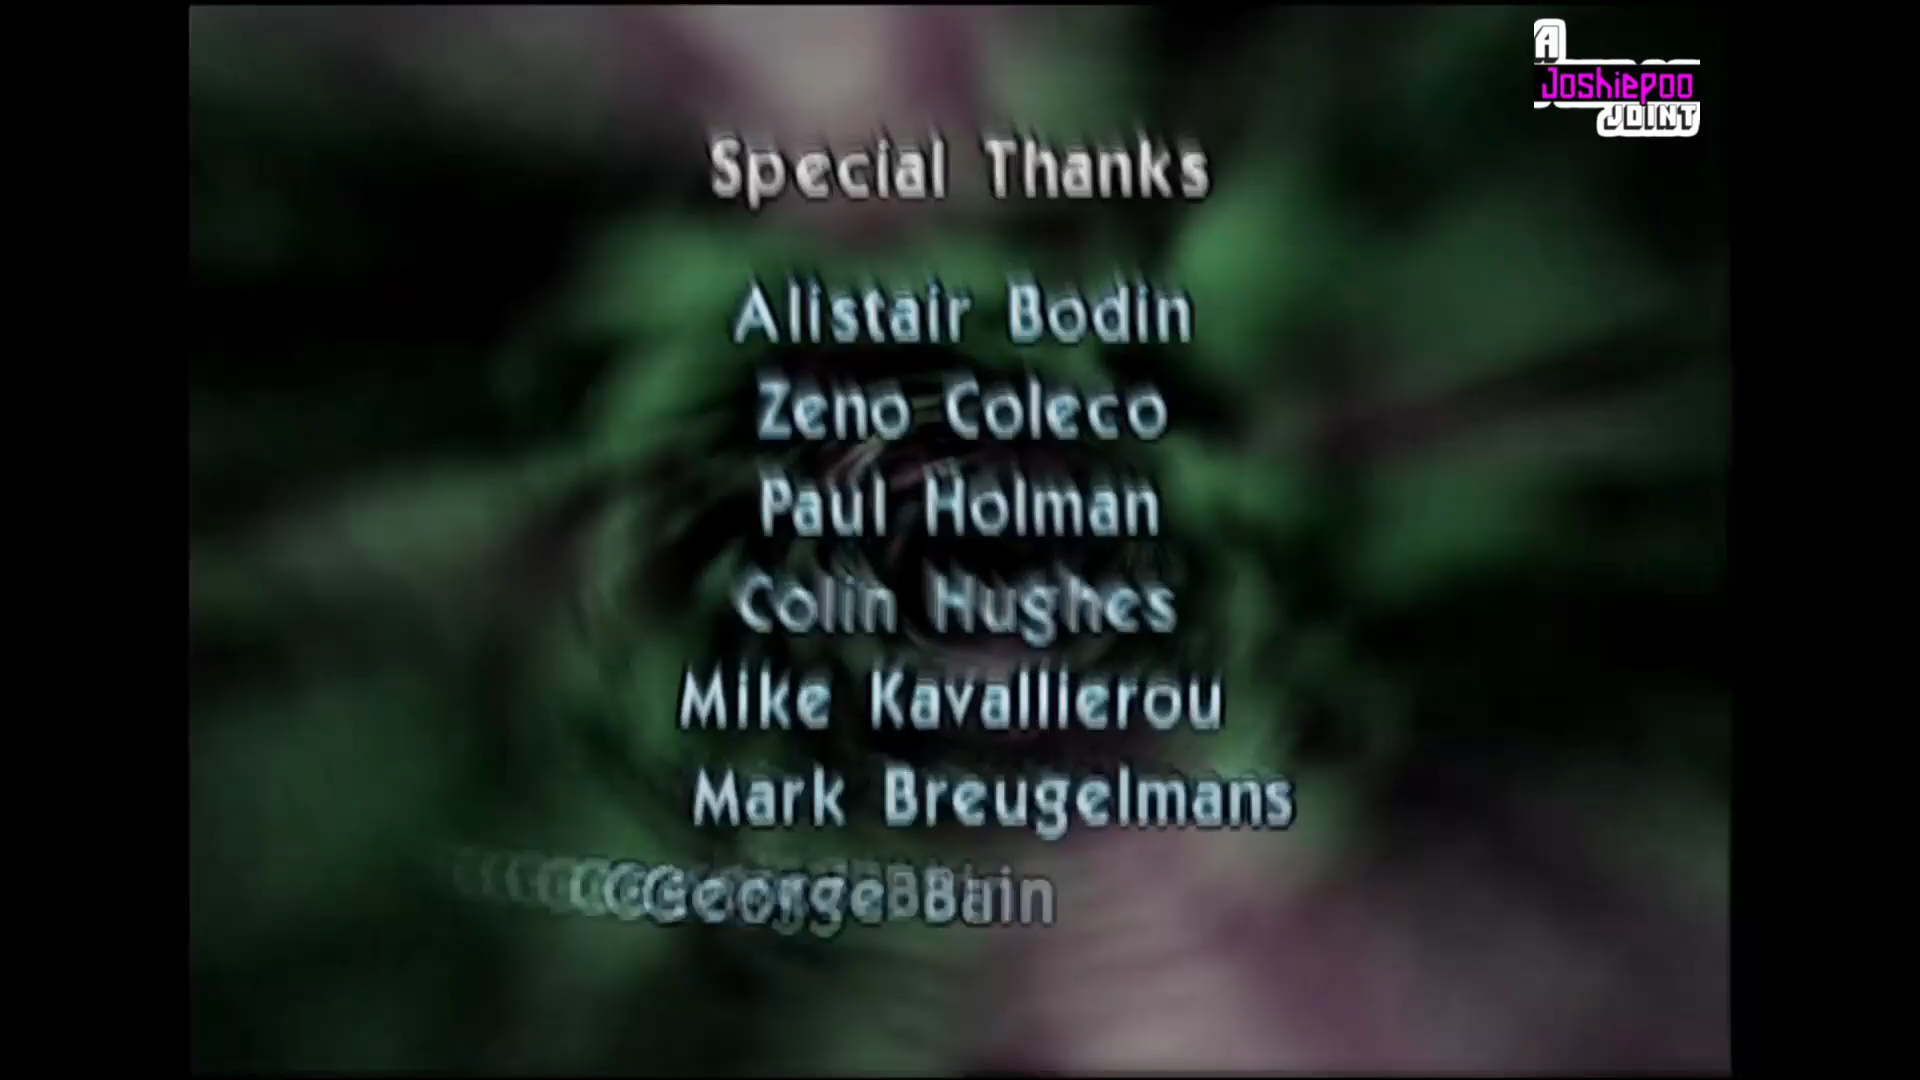 A
Joshiepoo
JOINT
Special Thanks
Alistair Bodin
Zeno Coleco
Paul Holman
Colin Hughes
Mike Kavallierou
Mark Breugelmans
George Bain